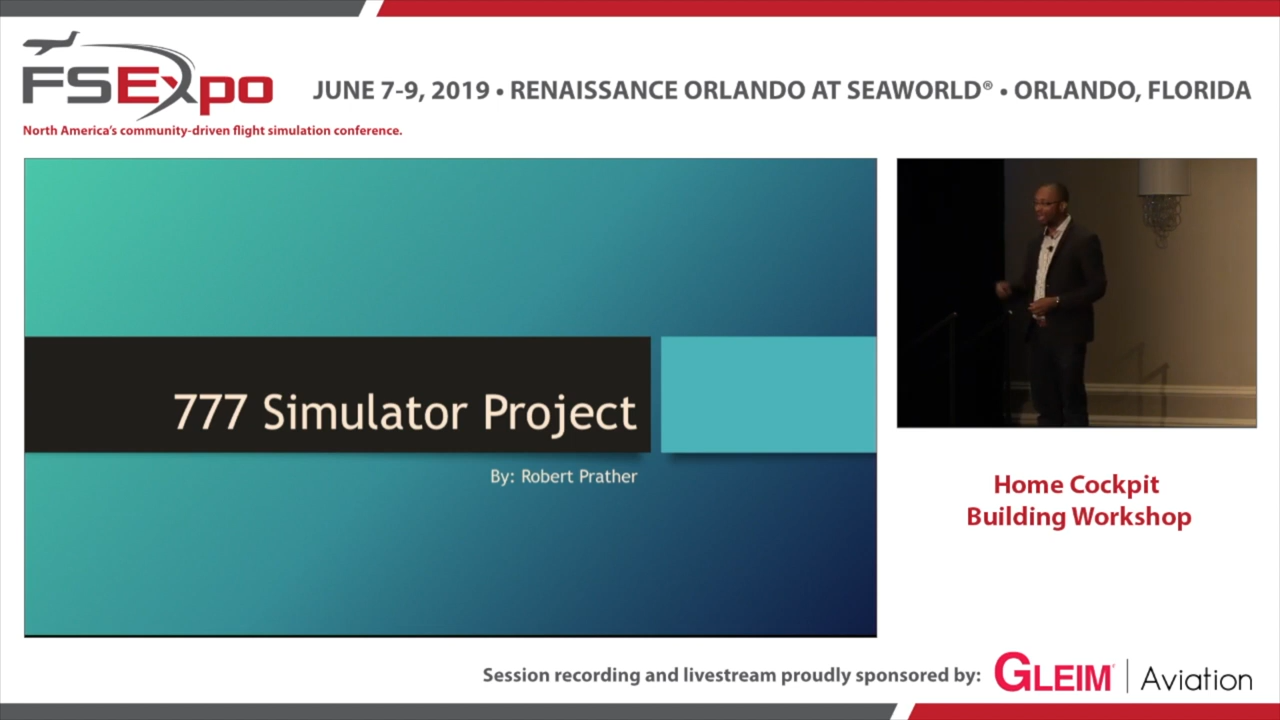 FSExpo
JUNE 7-9, 2019 • RENAISSANCE ORLANDO AT SEAWORLD® • ORLANDO, FLORIDA
North America's community-driven flight simulation conference.
777 Simulator Project
By: Robert Prather
Home Cockpit
Building Workshop
Session recording and livestream proudly sponsored by:
GLEIM® | Aviation